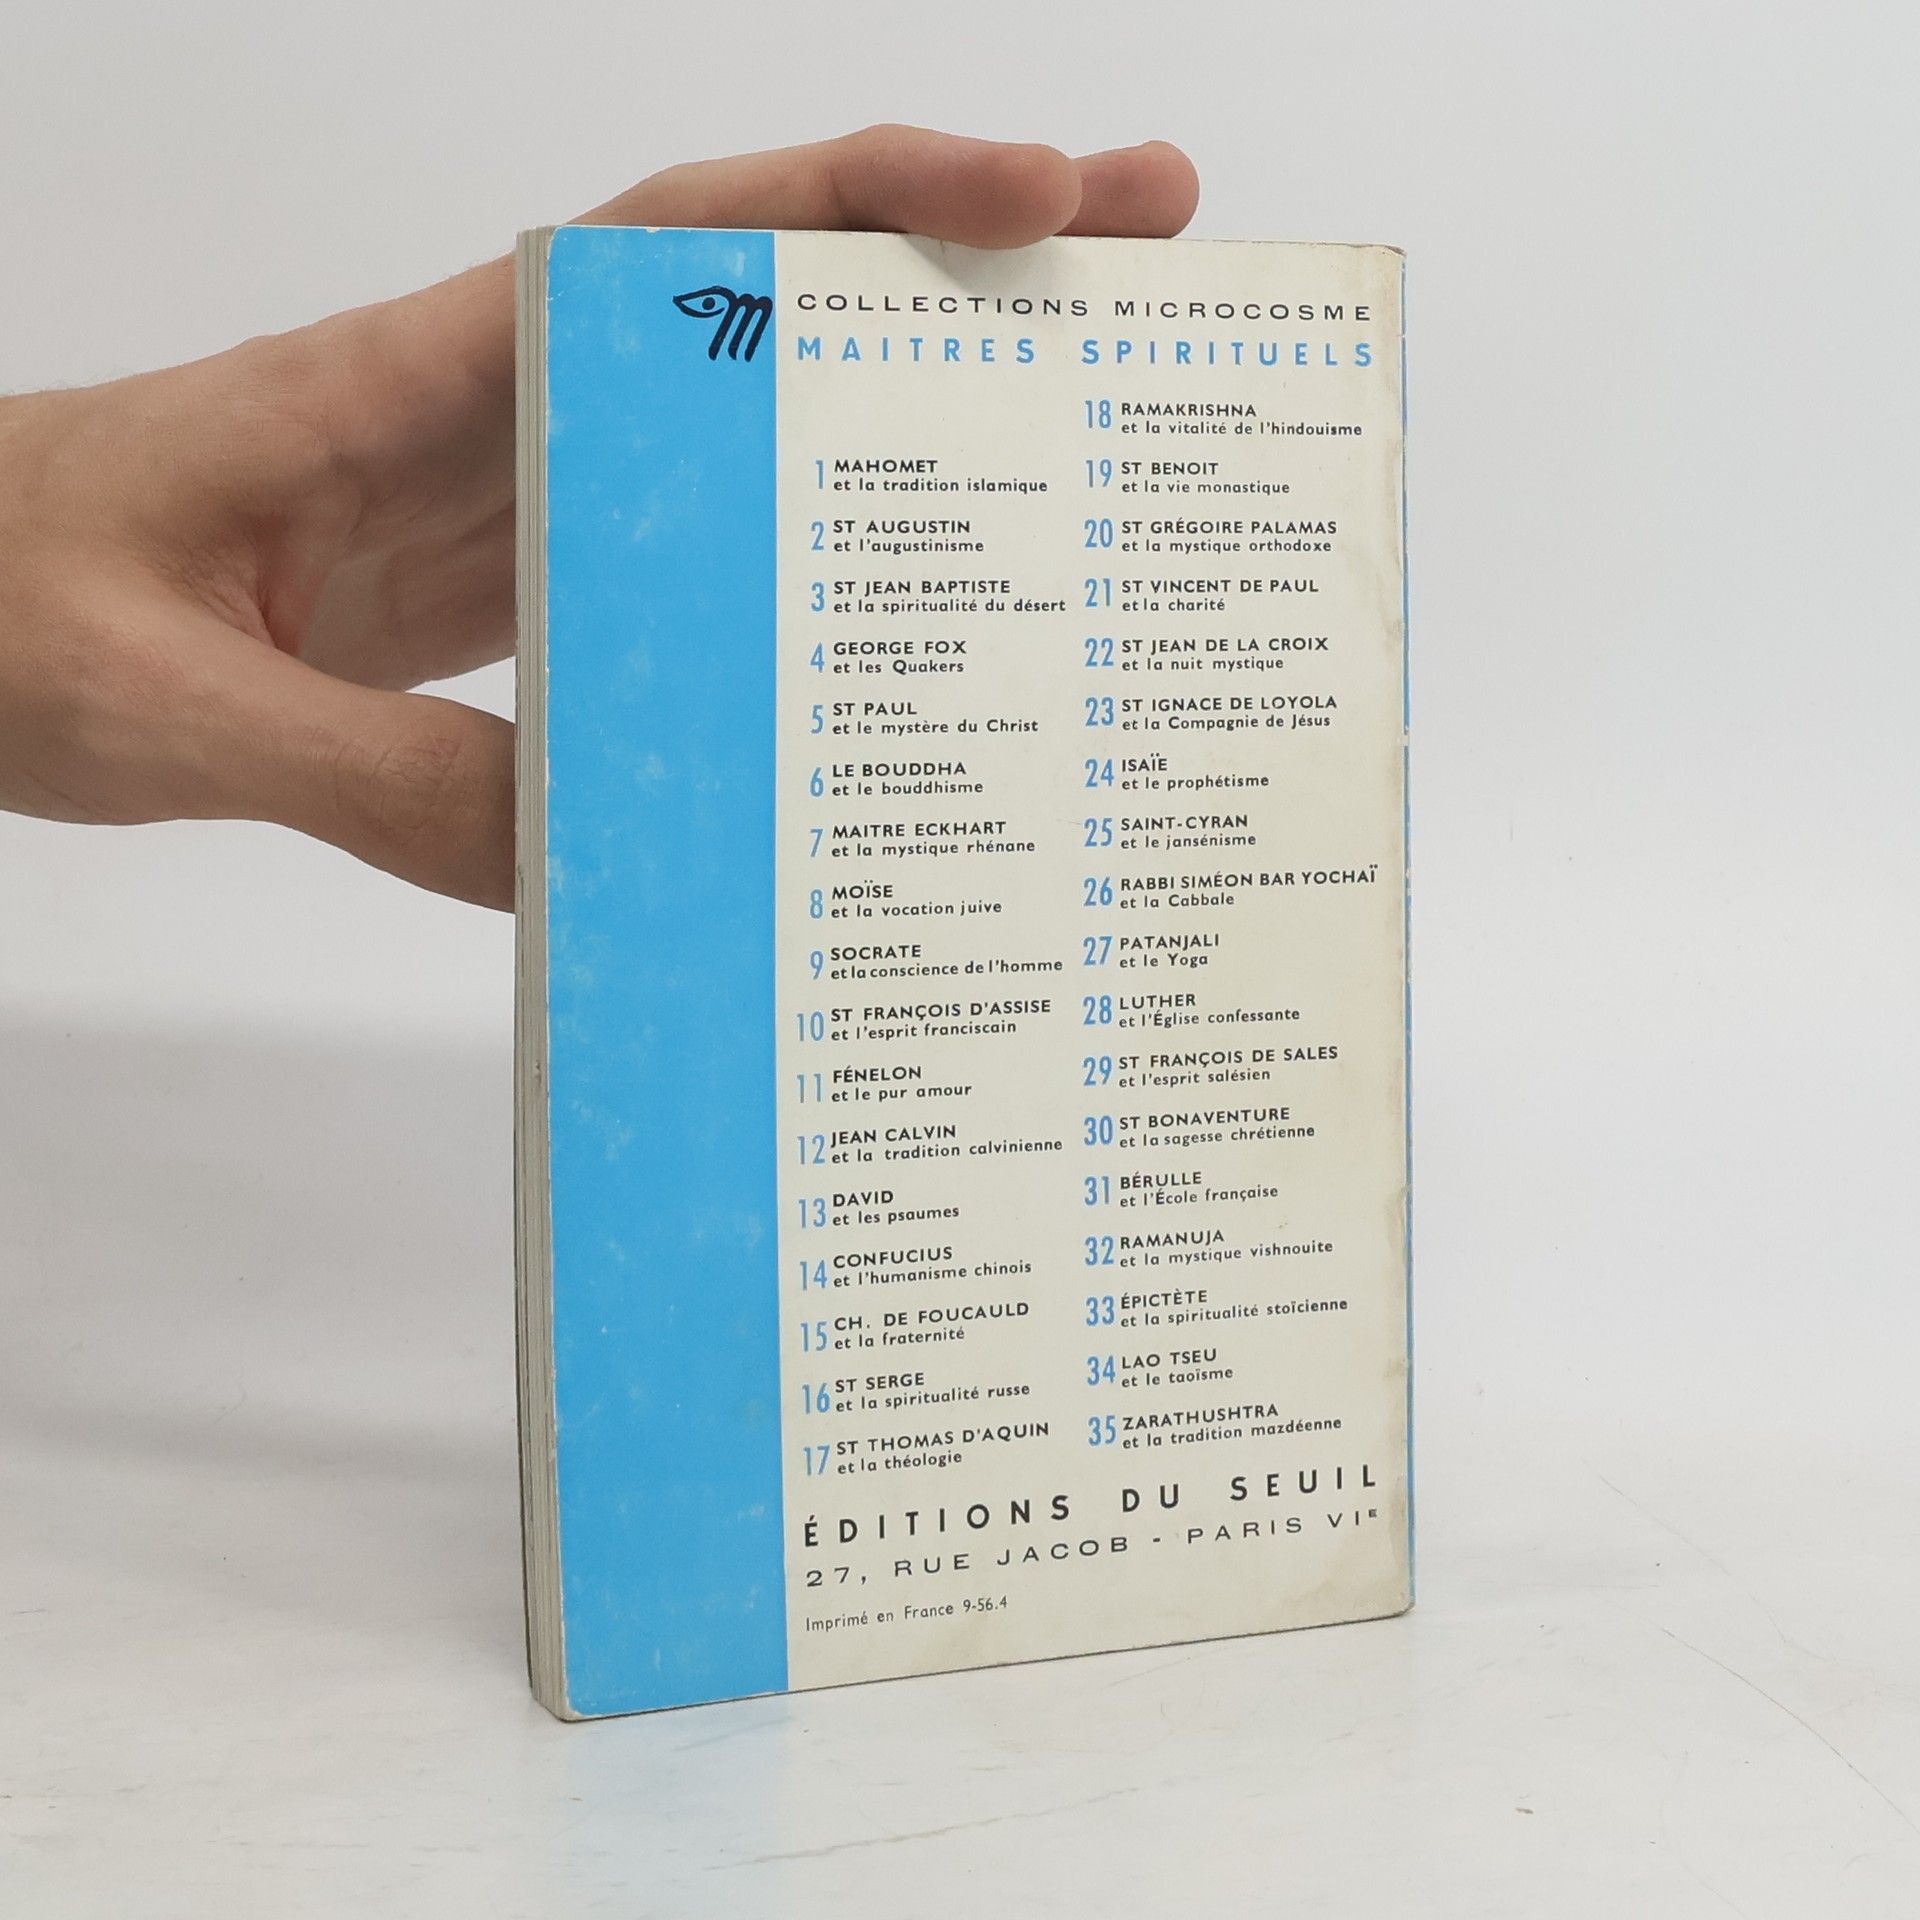 COLLECTIONS MICROCOSME
MAITRES SPIRITUELS
1 MAHOMET
et la tradition islamique
2 ST AUGUSTIN
et l'augustinisme
3 ST JEAN BAPTISTE
et la spiritualité du désert
4 GEORGE FOX
et les Quakers
5 ST PAUL
et le mystère du Christ
6 LE BOUDDHA
et le bouddhisme
7 MAITRE ECKHART
et la mystique rhénane
8 MOÏSE
et la vocation juive
9 SOCRATE
et la conscience de l'homme
10 ST FRANÇOIS D'ASSISE
et l'esprit franciscain
11 FÉNELON
et le pur amour
12 JEAN CALVIN
et la tradition calvinienne
13 DAVID
et les psaumes
14 CONFUCIUS
et l'humanisme chinois
15 CH. DE FOUCAULD
et la fraternité
16 ST SERGE
et la spiritualité russe
17 ST THOMAS D'AQUIN
et la théologie
18 RAMAKRISHNA
et la vitalité de l'hindouisme
19 ST BENOIT
et la vie monastique
20 ST GRÉGOIRE PALAMAS
et la mystique orthodoxe
21 ST VINCENT DE PAUL
et la charité
22 ST JEAN DE LA CROIX
et la nuit mystique
23 ST IGNACE DE LOYOLA
et la Compagnie de Jésus
24 ISAÏE
et le prophétisme
25 SAINT-CYRAN
et le jansénisme
26 RABBI SIMÉON BAR YOCHAÏ
et la Cabbale
27 PATANJALI
et le Yoga
28 LUTHER
et l'Église confessante
29 ST FRANÇOIS DE SALES
et l'esprit salésien
30 ST BONAVENTURE
et la sagesse chrétienne
31 BÉRULLE
et l'École française
32 RAMANUJA
et la mystique vishnouite
33 ÉPICTÈTE
et la spiritualité stoïcienne
34 LAO TSEU
et le taoïsme
35 ZARATHUSHTRA
et la tradition mazdéenne
ÉDITIONS DU SEUIL
27, RUE JACOB - PARIS VIE
Imprimé en France 9-56.4